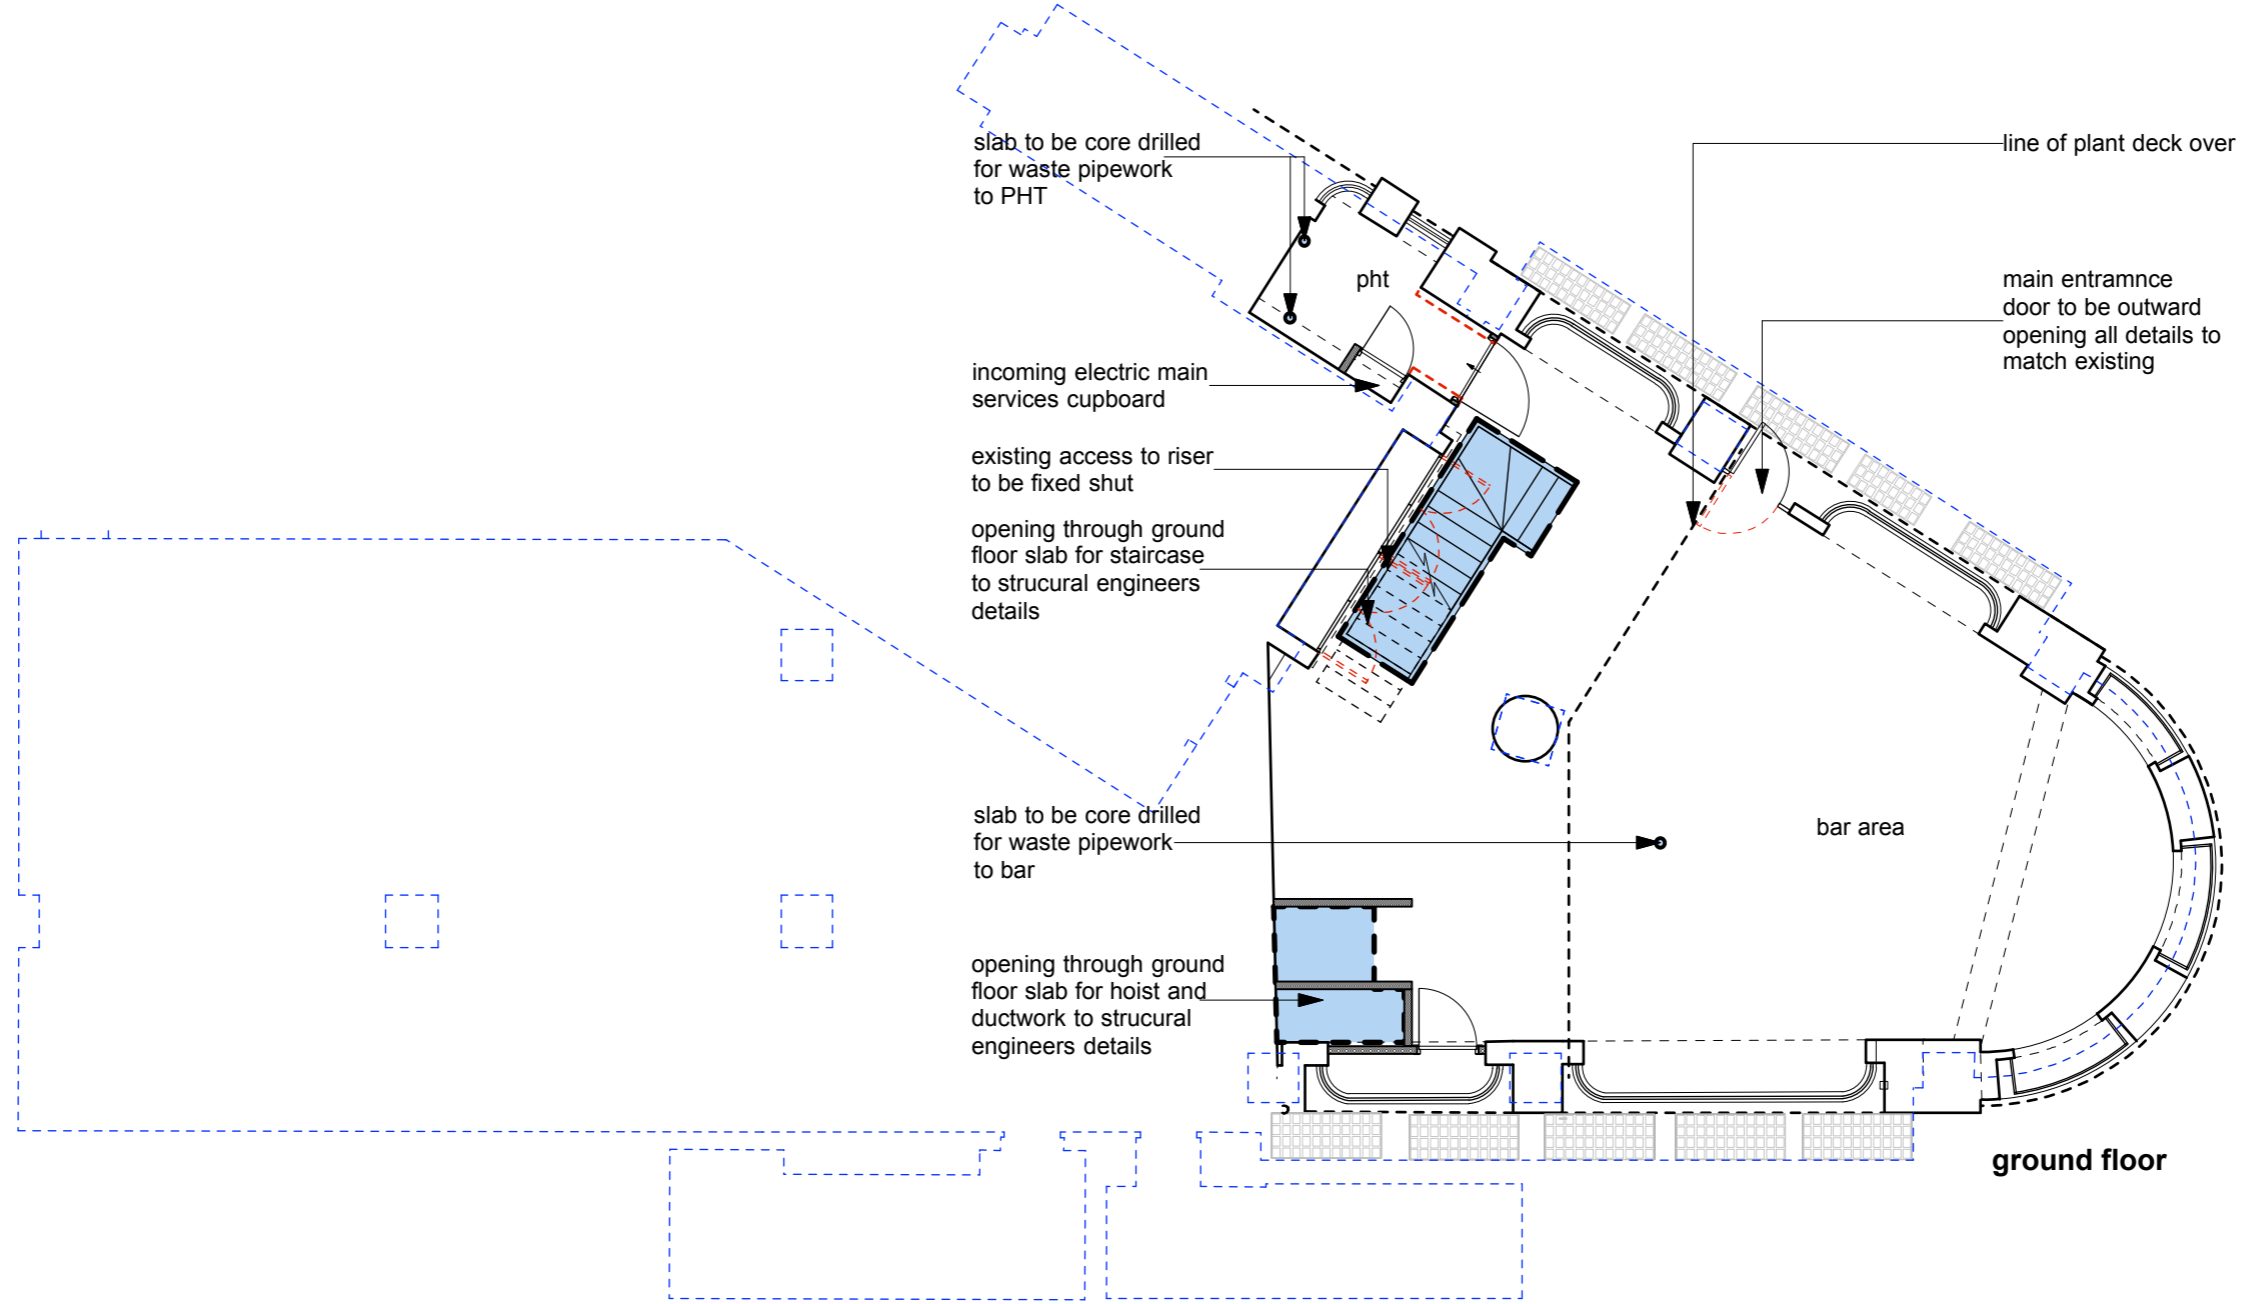 slab to be core drilled
for waste pipework
to PHT
line of plant deck over
pht
main entramnce
door to be outward
opening all details to
match existing
incoming electric main
services cupboard
existing access to riser
to be fixed shut
opening through ground
floor slab for staircase
to strucural engineers
details
slab to be core drilled
for waste pipework
to bar
bar area
opening through ground
floor slab for hoist and
ductwork to strucural
engineers details
ground floor